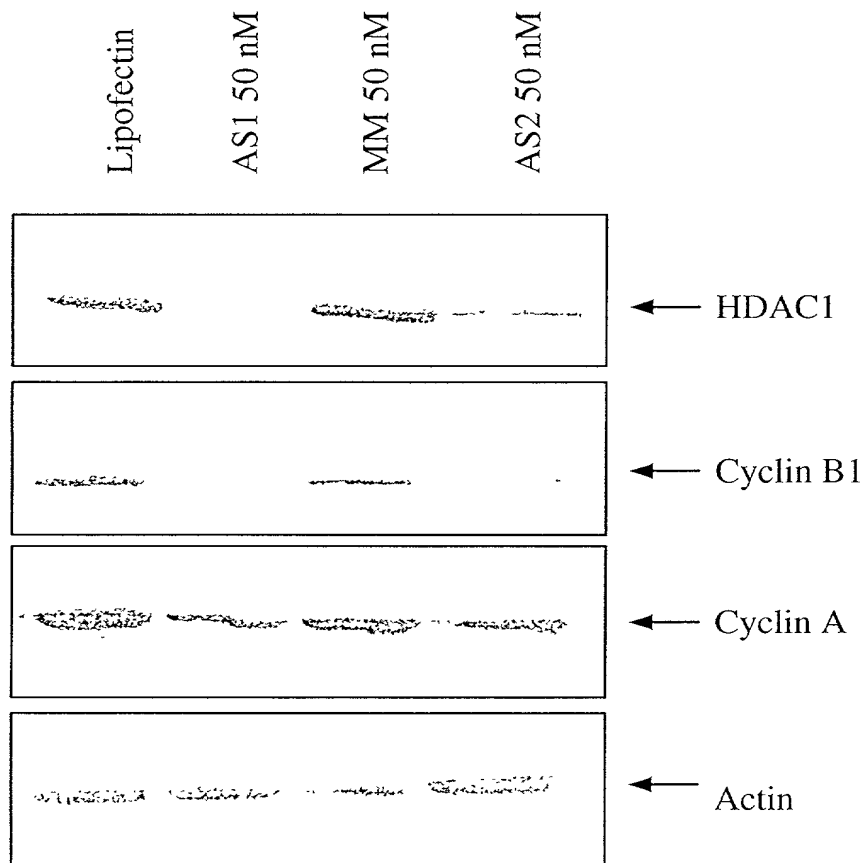 Lipofectin
AS1 50 nM
MM 50 nM
AS2 50 nM
HDAC1
Cyclin B1
Cyclin A
Actin